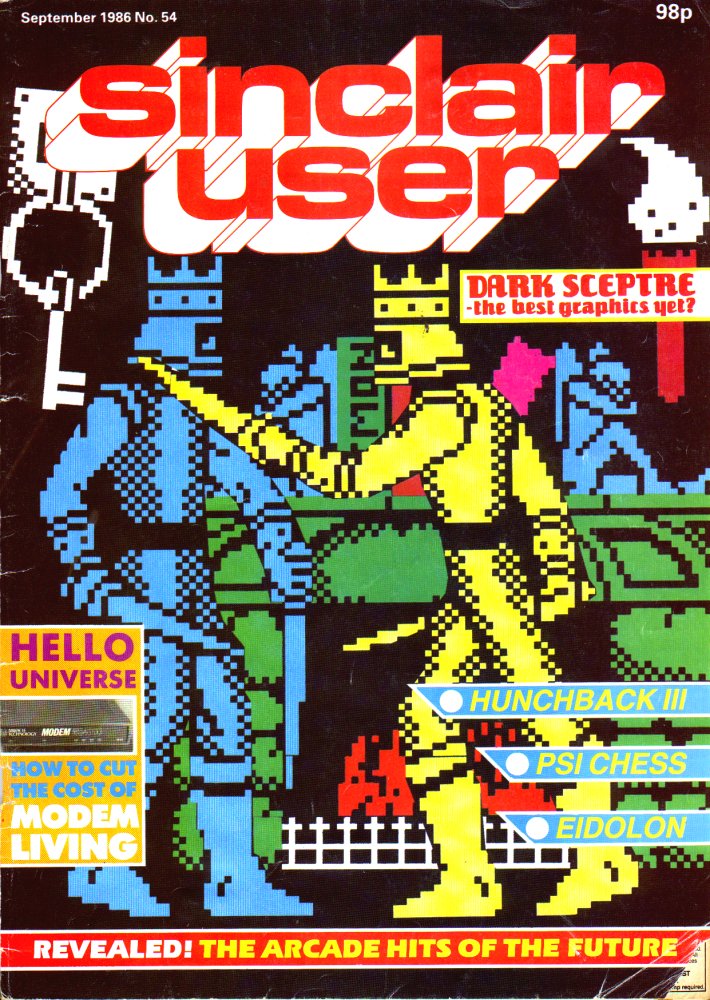 September 1986 No. 54
98p
sinclair
user
DARK SCEPTRE
-the best graphics yet?
HELLO
UNIVERSE
MODEM
HOW TO CUT
THE COST OF
MODEM
LIVING
HUNCHBACK III
PSI CHESS
EIDOLON
REVEALED! THE ARCADE HITS OF THE FUTURE